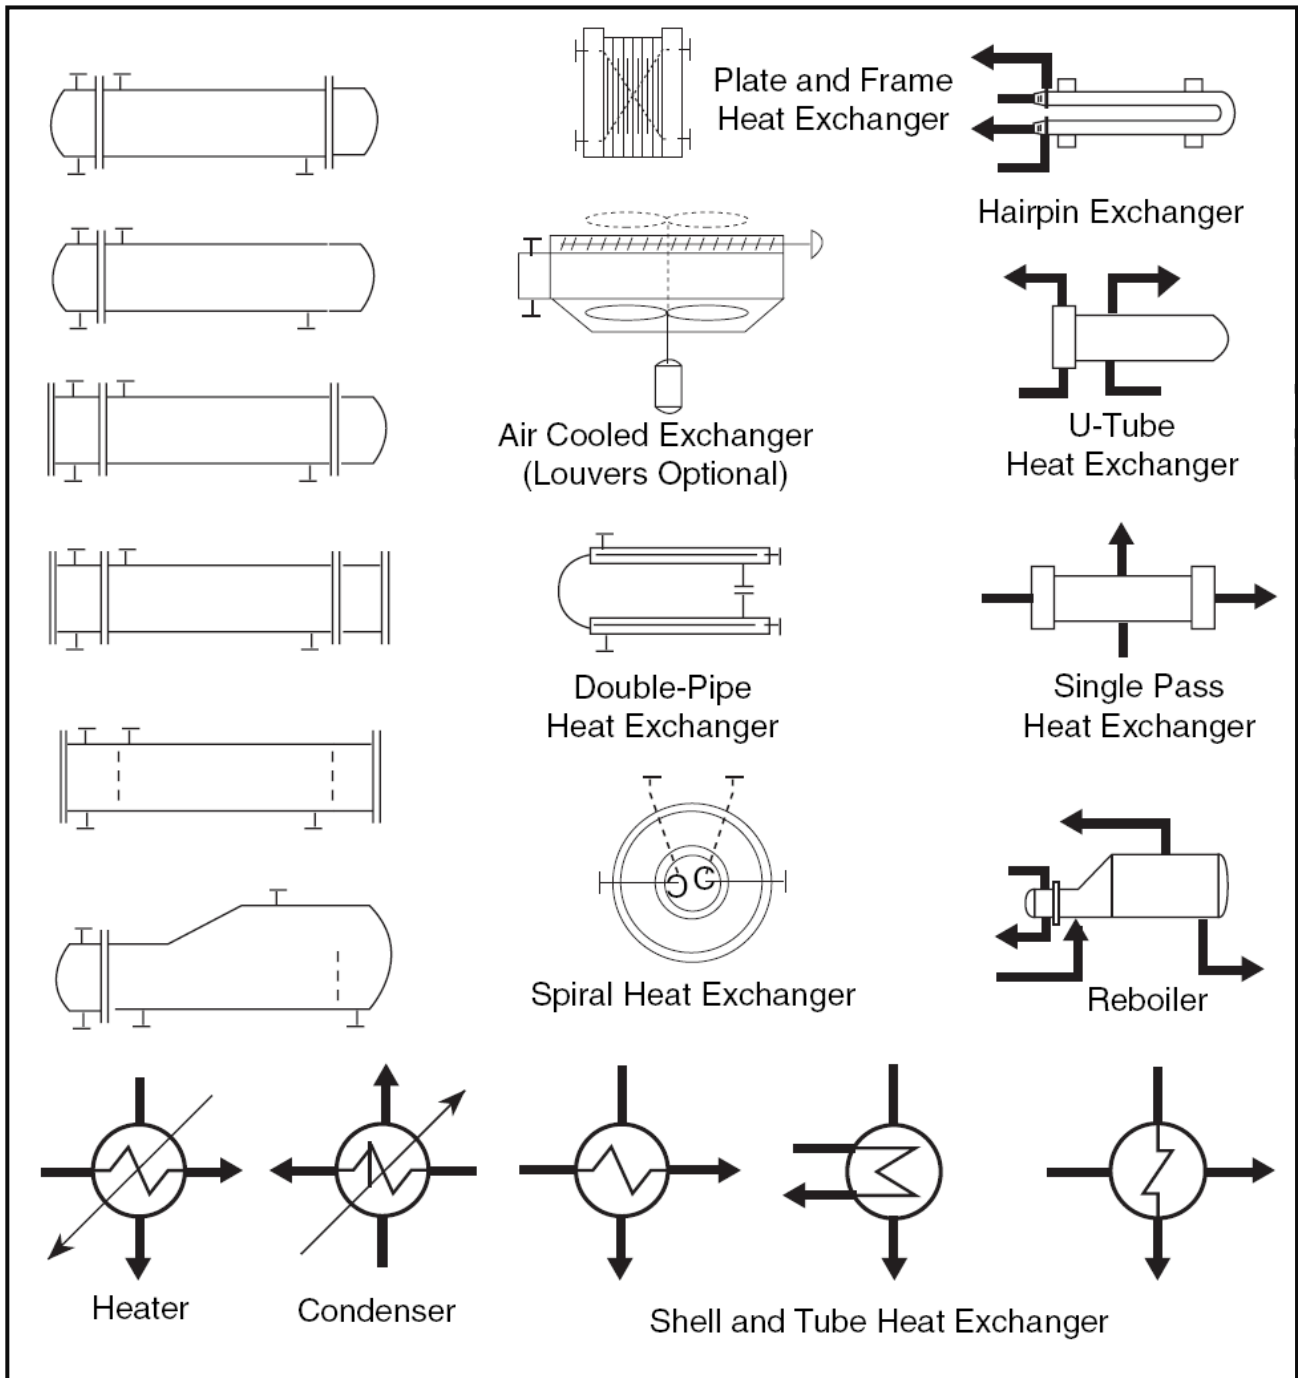 Plate and Frame
Heat Exchanger
Hairpin Exchanger
Air Cooled Exchanger
(Louvers Optional)
U-Tube
Heat Exchanger
Double-Pipe
Heat Exchanger
Single Pass
Heat Exchanger
Spiral Heat Exchanger
Reboiler
Heater
Condenser
Shell and Tube Heat Exchanger